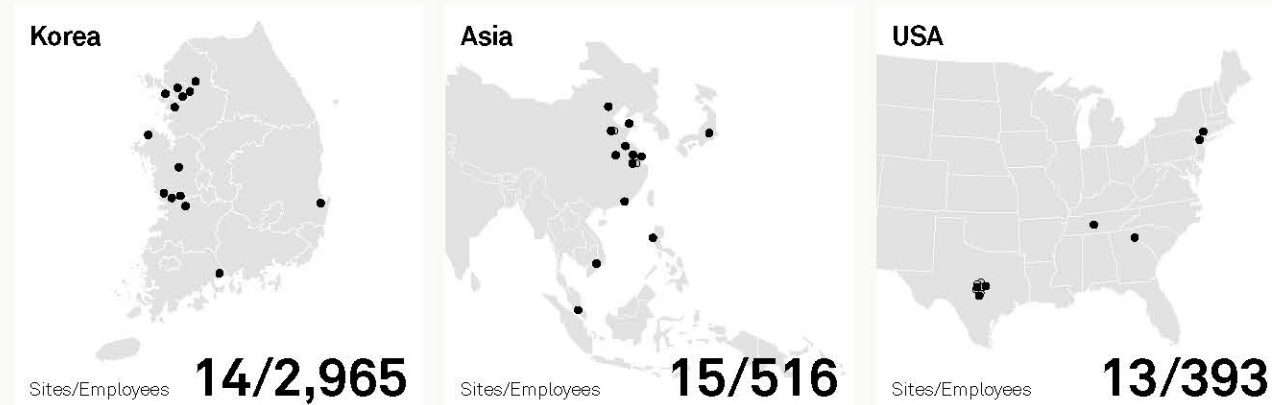 Korea
Sites/Employees 14/2,965
Asia
Sites/Employees 15/516
USA
Sites/Employees 13/393